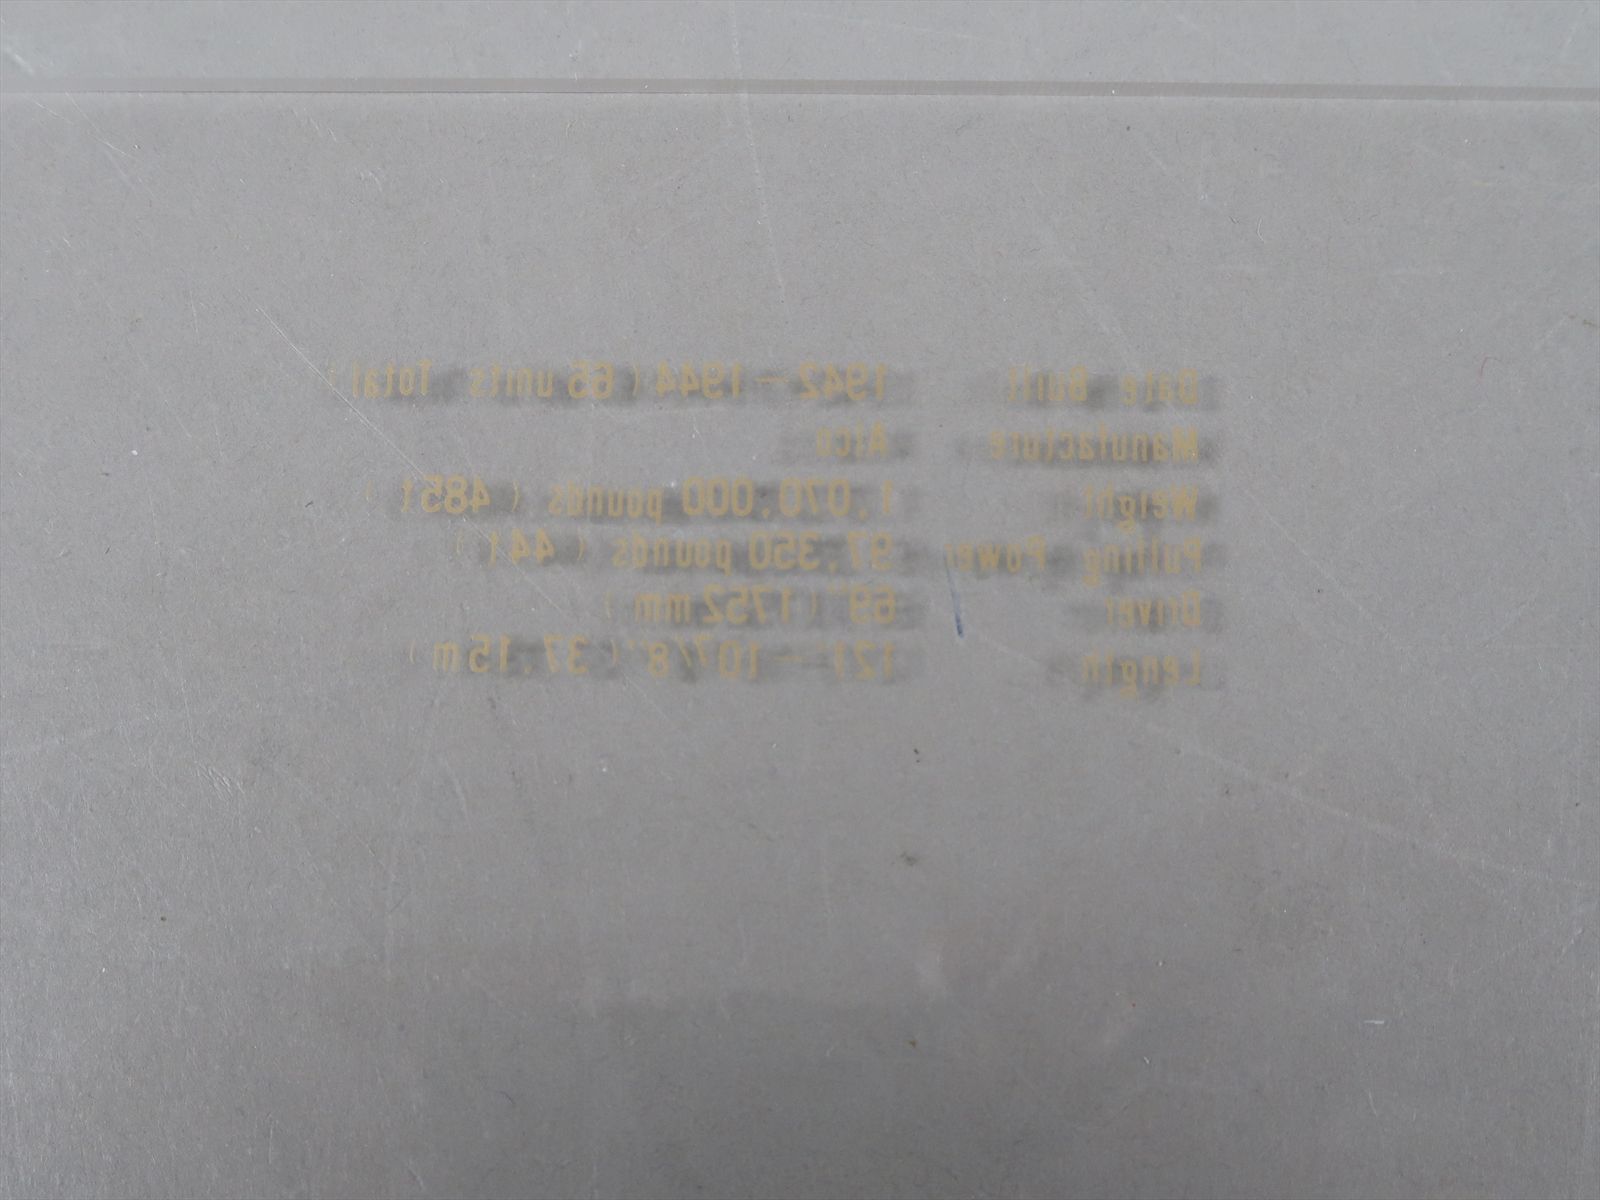 Date Built 1942-1944 (65 units Total)
Manufacture Alco
Weight 1,070,000 pounds (485t)
Pulling Power 97,350 pounds (44t)
Driver 69" (1752mm)
Length 121'-10 7/8" (37.15m)